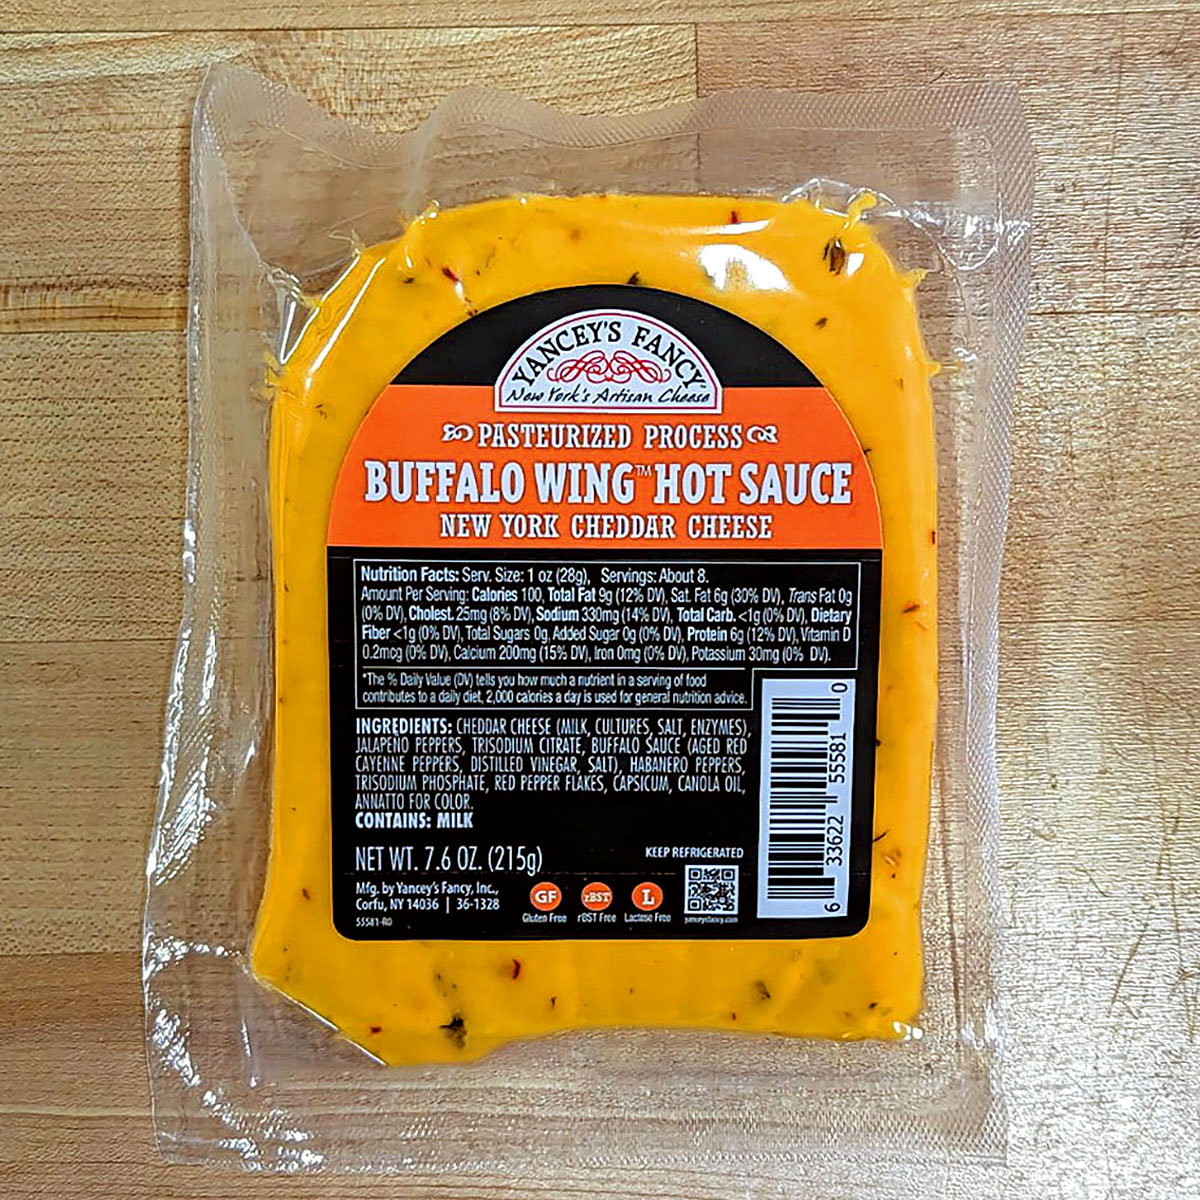 YANCEY'S FANCY
New York's Artisan Cheese
PASTEURIZED PROCESS
BUFFALO WING™ HOT SAUCE
NEW YORK CHEDDAR CHEESE
Nutrition Facts: Serv. Size: 1 oz (28g), Servings: About 8.
Amount Per Serving: Calories 100, Total Fat 9g (12% DV), Sat. Fat 6g (30% DV), Trans Fat 0g
(0% DV), Cholest. 25mg (8% DV), Sodium 330mg (14% DV), Total Carb. <1g (0% DV), Dietary
Fiber <1g (0% DV), Total Sugars 0g, Added Sugar 0g (0% DV), Protein 6g (12% DV), Vitamin D
0.2mcg (0% DV), Calcium 200mg (15% DV), Iron 0mg (0% DV), Potassium 30mg (0% DV).
*The % Daily Value (DV) tells you how much a nutrient in a serving of food
contributes to a daily diet, 2,000 calories a day is used for general nutrition advice.
INGREDIENTS: CHEDDAR CHEESE (MILK, CULTURES, SALT, ENZYMES),
JALAPENO PEPPERS, TRISODIUM CITRATE, BUFFALO SAUCE (AGED RED
CAYENNE PEPPERS, DISTILLED VINEGAR, SALT), HABANERO PEPPERS,
TRISODIUM PHOSPHATE, RED PEPPER FLAKES, CAPSICUM, CANOLA OIL,
ANNATTO FOR COLOR.
CONTAINS: MILK
NET WT. 7.6 OZ. (215g)
KEEP REFRIGERATED
Mfg. by Yancey's Fancy, Inc.,
Corfu, NY 14036 | 36-1328
55581-R0
GF
Gluten Free
rBST
rBST Free
L
Lactose Free
yanceysfancy.com
6 33622 55581 0